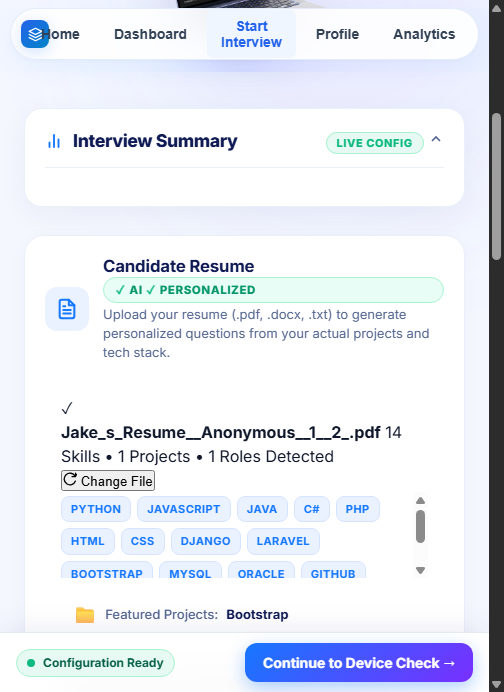 Home
Dashboard
Start
Interview
Profile
Analytics
Interview Summary
LIVE CONFIG
Candidate Resume
✓ AI ✓ PERSONALIZED
Upload your resume (.pdf, .docx, .txt) to generate
personalized questions from your actual projects and
tech stack.
✓
Jake_s_Resume__Anonymous__1__2_.pdf 14
Skills • 1 Projects • 1 Roles Detected
Change File
PYTHON JAVASCRIPT JAVA C# PHP
HTML CSS DJANGO LARAVEL
BOOTSTRAP MYSQL ORACLE GITHUB
Featured Projects: Bootstrap
Configuration Ready
Continue to Device Check →